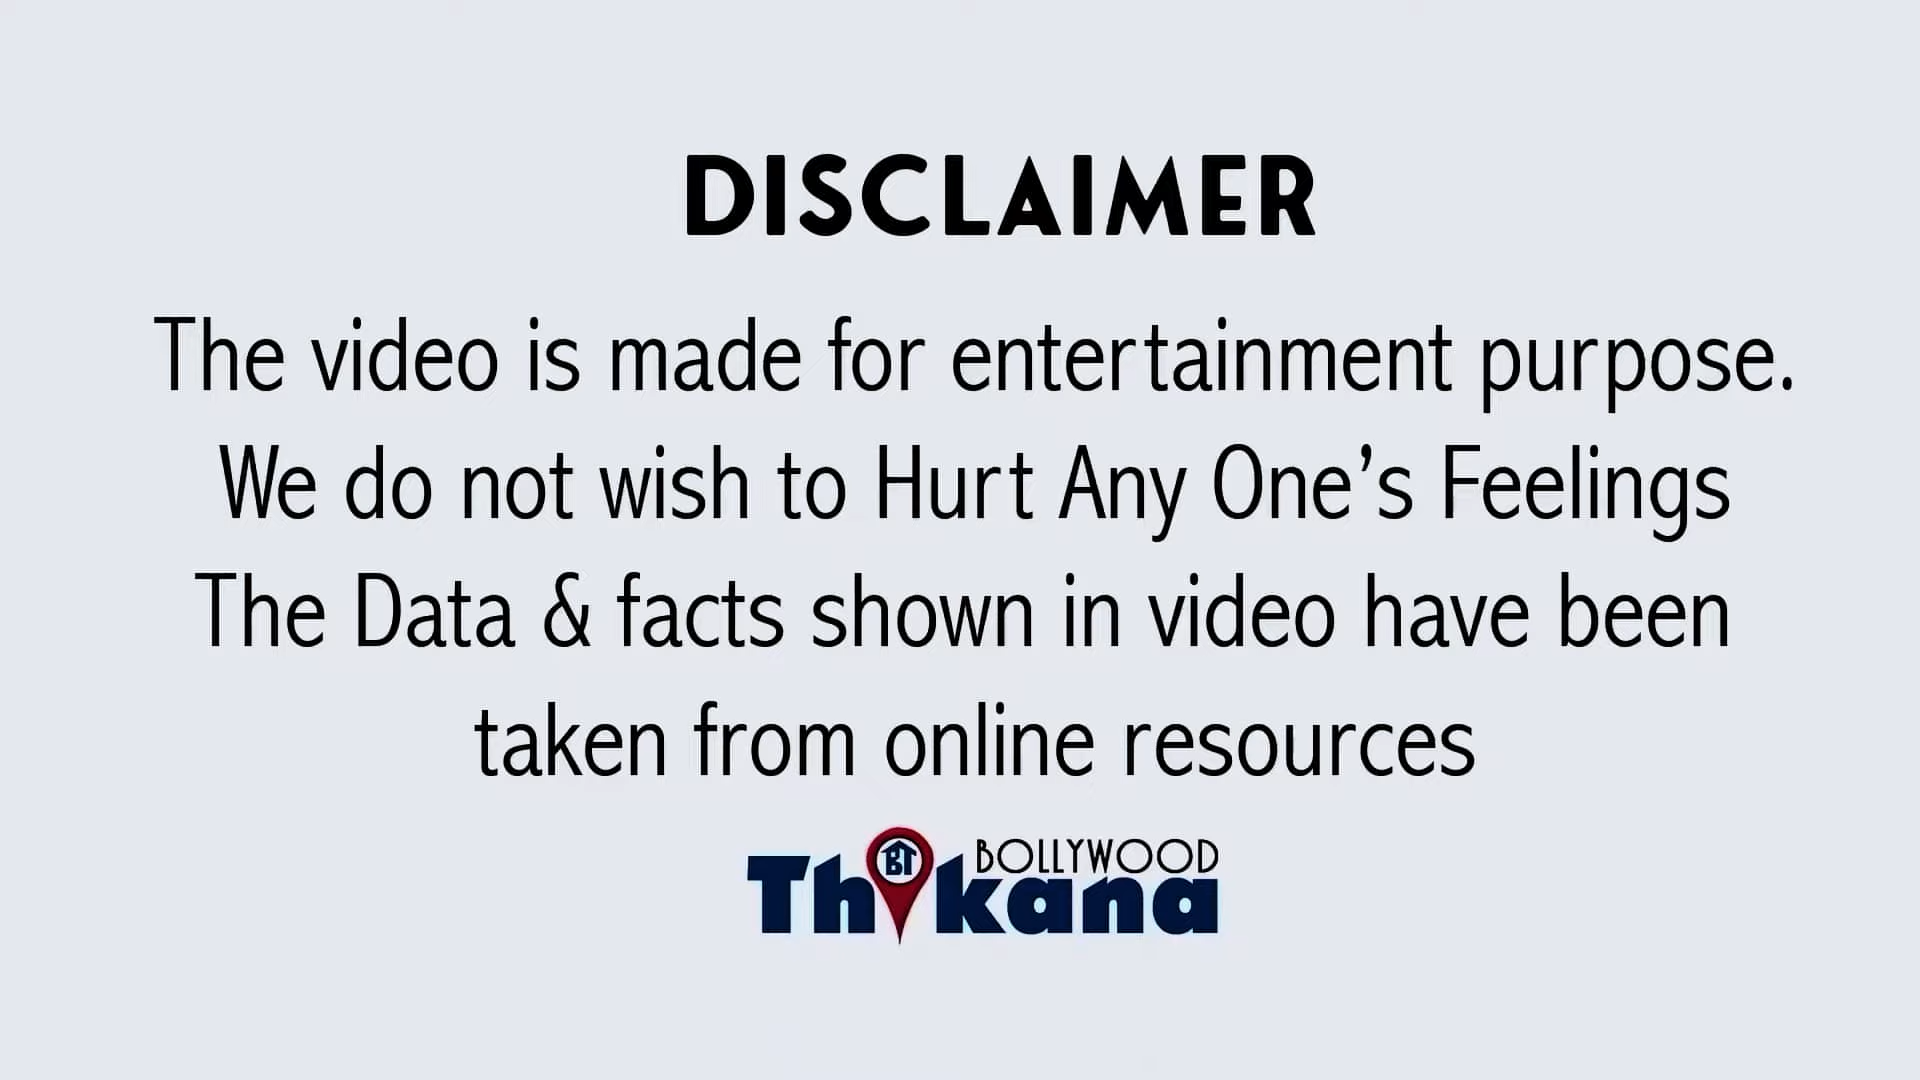 DISCLAIMER
The video is made for entertainment purpose.
We do not wish to Hurt Any One’s Feelings
The Data & facts shown in video have been
taken from online resources
BOLLYWOOD
BT
Thikana